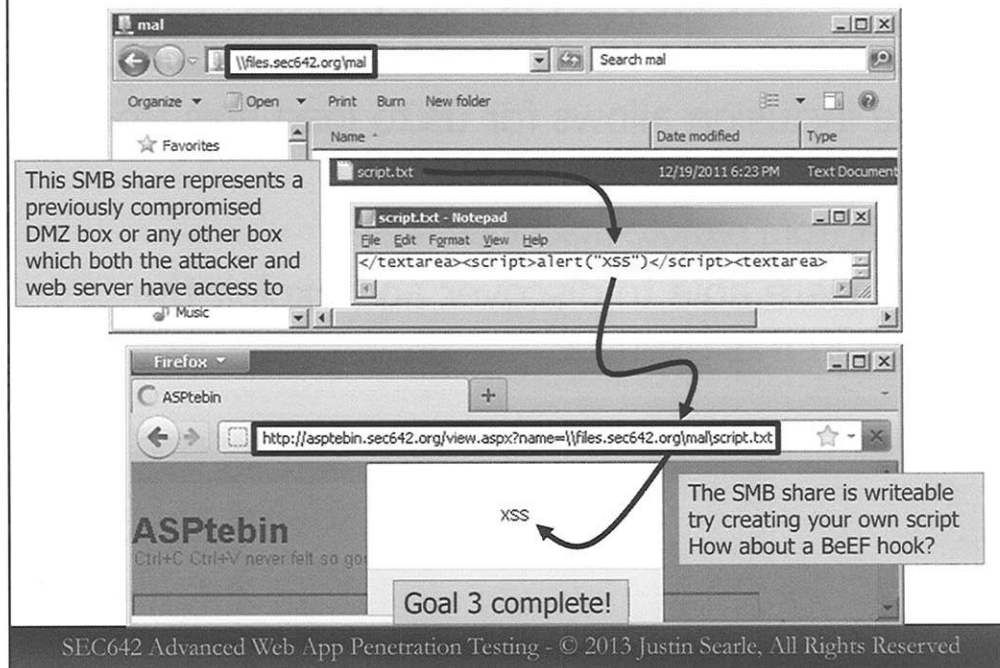 mal
\\files.sec642.org\mal
Search mal
Organize Open Print Burn New folder
Favorites
Name Date modified Type
script.txt 12/19/2011 6:23 PM Text Document
This SMB share represents a
previously compromised
DMZ box or any other box
which both the attacker and
web server have access to
script.txt - Notepad
File Edit Format View Help
</textarea><script>alert("XSS")</script><textarea>
Music
Firefox
ASPtebin
http://asptebin.sec642.org/view.aspx?name=\\files.sec642.org\mal\script.txt
The SMB share is writeable
try creating your own script
How about a BeEF hook?
XSS
ASPtebin
Ctrl+C Ctrl+V never felt so go
Goal 3 complete!
SEC642 Advanced Web App Penetration Testing - © 2013 Justin Searle, All Rights Reserved